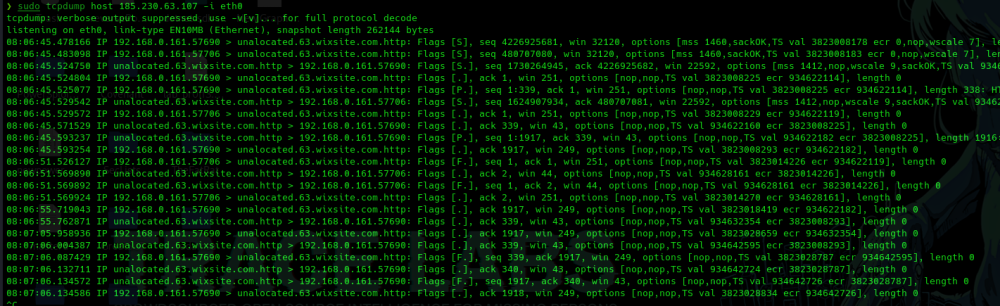 ❯ sudo tcpdump host 185.230.63.107 -i eth0
tcpdump: verbose output suppressed, use -v[v]... for full protocol decode
listening on eth0, link-type EN10MB (Ethernet), snapshot length 262144 bytes
08:06:45.478166 IP 192.168.0.161.57690 > unalocated.63.wixsite.com.http: Flags [S], seq 4226925681, win 32120, options [mss 1460,sackOK,TS val 3823008178 ecr 0,nop,wscale 7], l
08:06:45.483098 IP 192.168.0.161.57706 > unalocated.63.wixsite.com.http: Flags [S], seq 480707080, win 32120, options [mss 1460,sackOK,TS val 3823008183 ecr 0,nop,wscale 7], le
08:06:45.524750 IP unalocated.63.wixsite.com.http > 192.168.0.161.57690: Flags [S.], seq 1730264945, ack 4226925682, win 22592, options [mss 1412,nop,wscale 9,sackOK,TS val 934
08:06:45.524804 IP 192.168.0.161.57690 > unalocated.63.wixsite.com.http: Flags [.], ack 1, win 251, options [nop,nop,TS val 3823008225 ecr 934622114], length 0
08:06:45.525077 IP 192.168.0.161.57690 > unalocated.63.wixsite.com.http: Flags [P.], seq 1:339, ack 1, win 251, options [nop,nop,TS val 3823008225 ecr 934622114], length 338: HT
08:06:45.529542 IP unalocated.63.wixsite.com.http > 192.168.0.161.57706: Flags [S.], seq 1624907934, ack 480707081, win 22592, options [mss 1412,nop,wscale 9,sackOK,TS val 9346
08:06:45.529572 IP 192.168.0.161.57706 > unalocated.63.wixsite.com.http: Flags [.], ack 1, win 251, options [nop,nop,TS val 3823008229 ecr 934622119], length 0
08:06:45.571529 IP unalocated.63.wixsite.com.http > 192.168.0.161.57690: Flags [.], ack 339, win 43, options [nop,nop,TS val 934622160 ecr 3823008225], length 0
08:06:45.593237 IP unalocated.63.wixsite.com.http > 192.168.0.161.57690: Flags [P.], seq 1:1917, ack 339, win 43, options [nop,nop,TS val 934622182 ecr 3823008225], length 1916
08:06:45.593254 IP 192.168.0.161.57690 > unalocated.63.wixsite.com.http: Flags [.], ack 1917, win 249, options [nop,nop,TS val 3823008293 ecr 934622182], length 0
08:06:51.526127 IP 192.168.0.161.57706 > unalocated.63.wixsite.com.http: Flags [F.], seq 1, ack 1, win 251, options [nop,nop,TS val 3823014226 ecr 934622119], length 0
08:06:51.569890 IP unalocated.63.wixsite.com.http > 192.168.0.161.57706: Flags [.], ack 2, win 44, options [nop,nop,TS val 934628161 ecr 3823014226], length 0
08:06:51.569892 IP unalocated.63.wixsite.com.http > 192.168.0.161.57706: Flags [F.], seq 1, ack 2, win 44, options [nop,nop,TS val 934628161 ecr 3823014226], length 0
08:06:51.569924 IP 192.168.0.161.57706 > unalocated.63.wixsite.com.http: Flags [.], ack 2, win 251, options [nop,nop,TS val 3823014270 ecr 934628161], length 0
08:06:55.719043 IP 192.168.0.161.57690 > unalocated.63.wixsite.com.http: Flags [.], ack 1917, win 249, options [nop,nop,TS val 3823018419 ecr 934622182], length 0
08:06:55.762871 IP unalocated.63.wixsite.com.http > 192.168.0.161.57690: Flags [.], ack 339, win 43, options [nop,nop,TS val 934632354 ecr 3823008293], length 0
08:07:05.958936 IP 192.168.0.161.57690 > unalocated.63.wixsite.com.http: Flags [.], ack 1917, win 249, options [nop,nop,TS val 3823028659 ecr 934632354], length 0
08:07:06.004387 IP unalocated.63.wixsite.com.http > 192.168.0.161.57690: Flags [.], ack 339, win 43, options [nop,nop,TS val 934642595 ecr 3823008293], length 0
08:07:06.087429 IP 192.168.0.161.57690 > unalocated.63.wixsite.com.http: Flags [F.], seq 339, ack 1917, win 249, options [nop,nop,TS val 3823028787 ecr 934642595], length 0
08:07:06.132711 IP unalocated.63.wixsite.com.http > 192.168.0.161.57690: Flags [.], ack 340, win 43, options [nop,nop,TS val 934642724 ecr 3823028787], length 0
08:07:06.134572 IP unalocated.63.wixsite.com.http > 192.168.0.161.57690: Flags [F.], seq 1917, ack 340, win 43, options [nop,nop,TS val 934642726 ecr 3823028787], length 0
08:07:06.134586 IP 192.168.0.161.57690 > unalocated.63.wixsite.com.http: Flags [.], ack 1918, win 249, options [nop,nop,TS val 3823028834 ecr 934642726], length 0